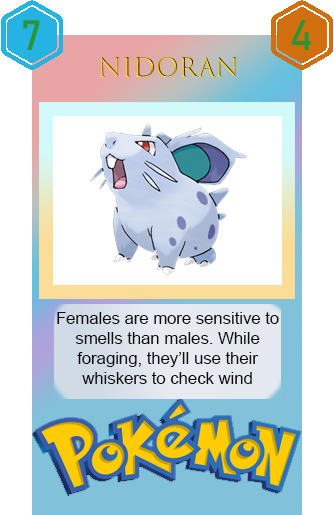 7
4
NIDORAN
Females are more sensitive to
smells than males. While
foraging, they'll use their
whiskers to check wind
POKéMON